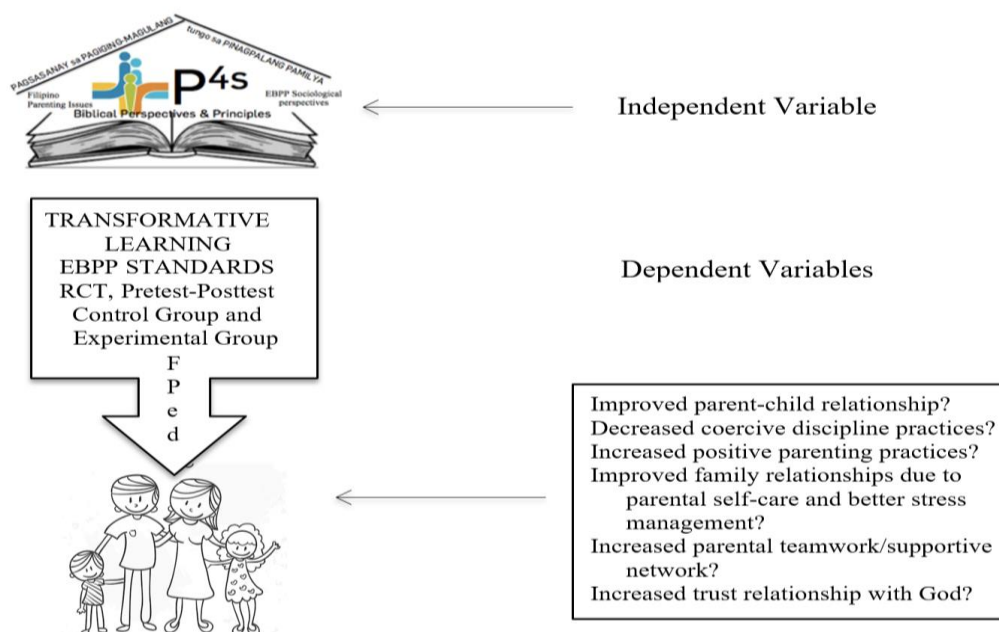 PAGSASANAY sa PAGIGING-MAGULANG
tungo sa PINAGPALANG PAMILYA
P4s
Filipino
Parenting Issues
EBPP Sociological
perspectives
Biblical Perspectives & Principles
Independent Variable
TRANSFORMATIVE
LEARNING
EBPP STANDARDS
RCT, Pretest-Posttest
Control Group and
Experimental Group
F
P
e
d
Dependent Variables
Improved parent-child relationship?
Decreased coercive discipline practices?
Increased positive parenting practices?
Improved family relationships due to
parental self-care and better stress
management?
Increased parental teamwork/supportive
network?
Increased trust relationship with God?